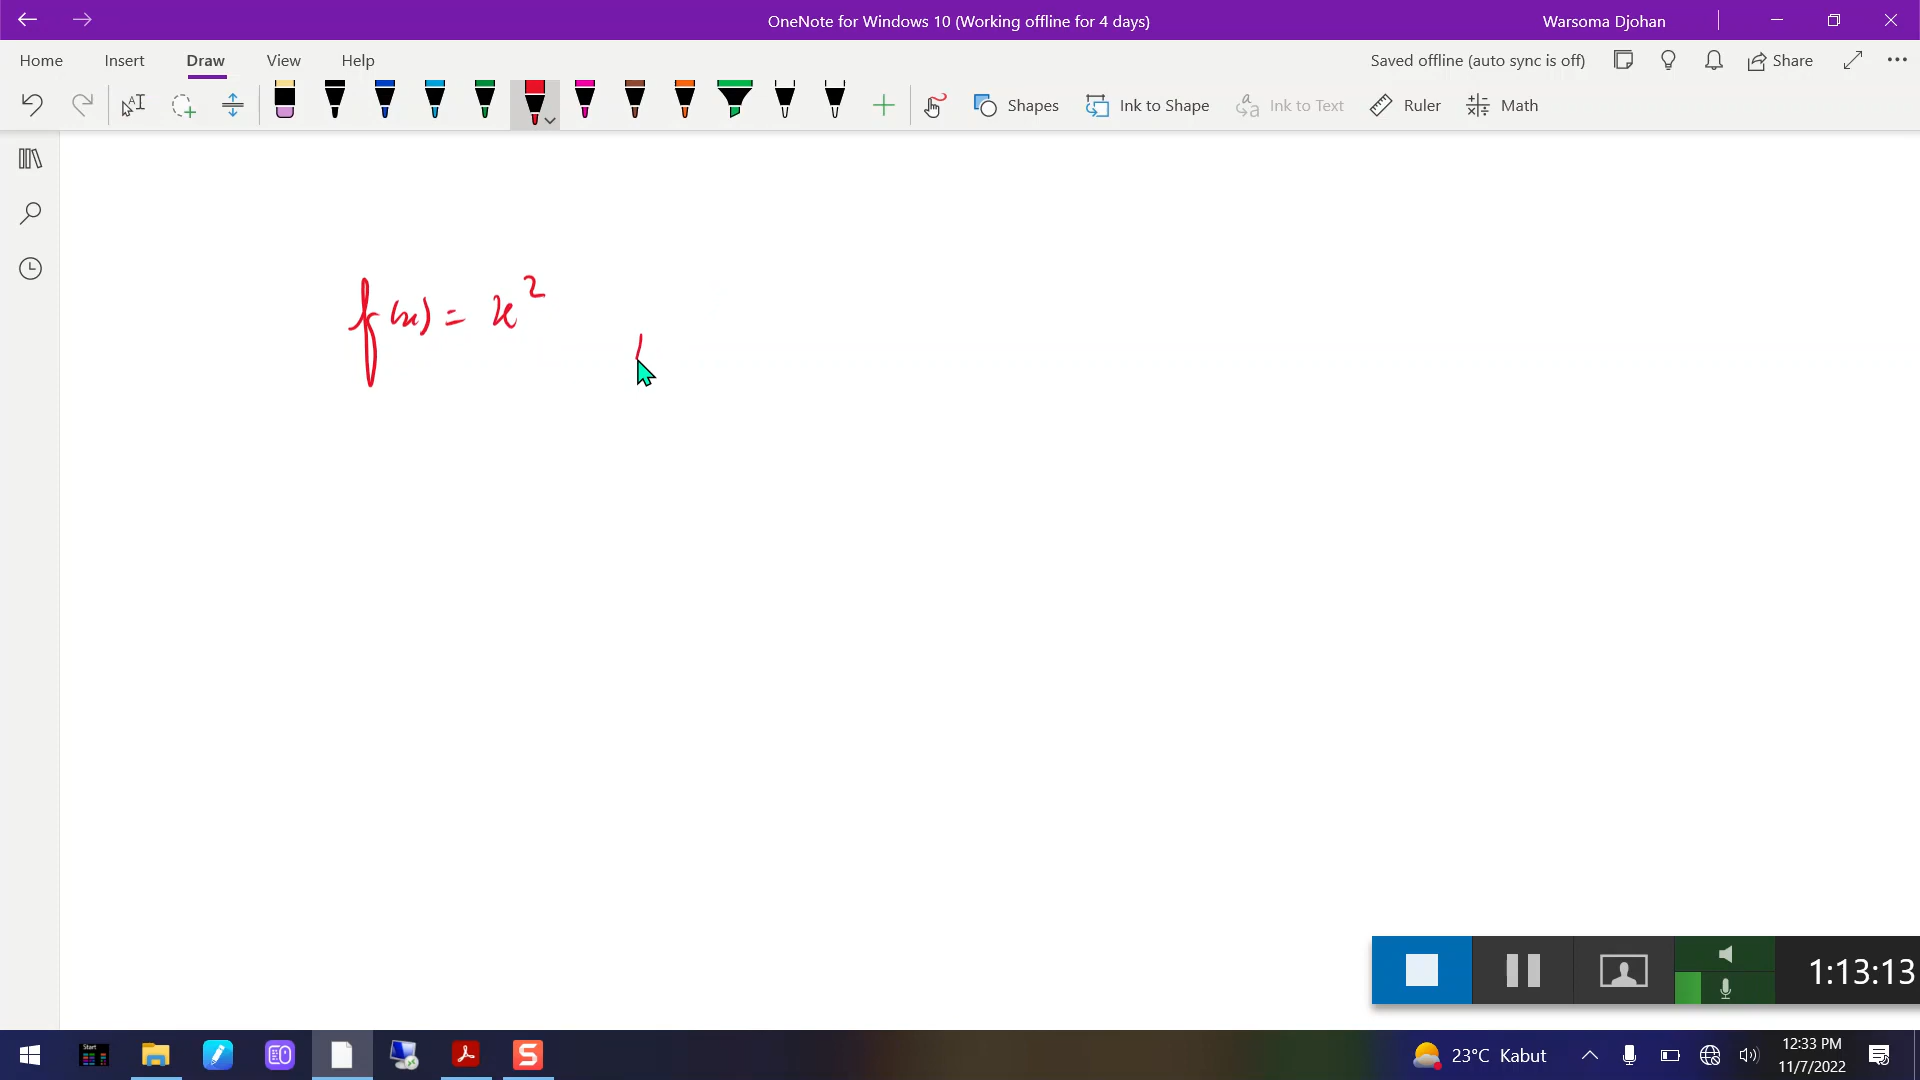 OneNote for Windows 10 (Working offline for 4 days)
Warsoma Djohan
Home Insert Draw View Help
Saved offline (auto sync is off) Share
Shapes Ink to Shape Ink to Text Ruler Math
f(x) = x²
1:13:13
Start
23°C Kabut
12:33 PM
11/7/2022